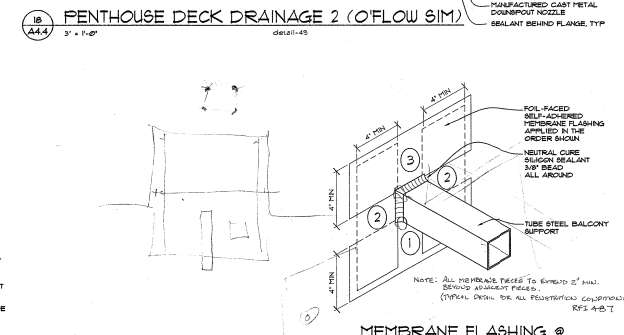 MANUFACTURED CAST METAL
DOWNSPOUT NOZZLE
SEALANT BEHIND FLANGE, TYP
18
A4.4
PENTHOUSE DECK DRAINAGE 2 (O'FLOW SIM)
3" = 1'-0"
detail-49
4" MIN
4" MIN
FOIL-FACED
SELF-ADHERED
MEMBRANE FLASHING
APPLIED IN THE
ORDER SHOWN
NEUTRAL CURE
SILICON SEALANT
3/8" BEAD
ALL AROUND
3
2
4" MIN
2
TUBE STEEL BALCONY
SUPPORT
1
4" MIN
NOTE: ALL MEMBRANE PIECES TO EXTEND 2" MIN.
BEYOND ADJACENT PIECES.
(TYPICAL DETAIL FOR ALL PENETRATION CONDITION
RFI 487
T
E
MEMBRANE FLASHING @